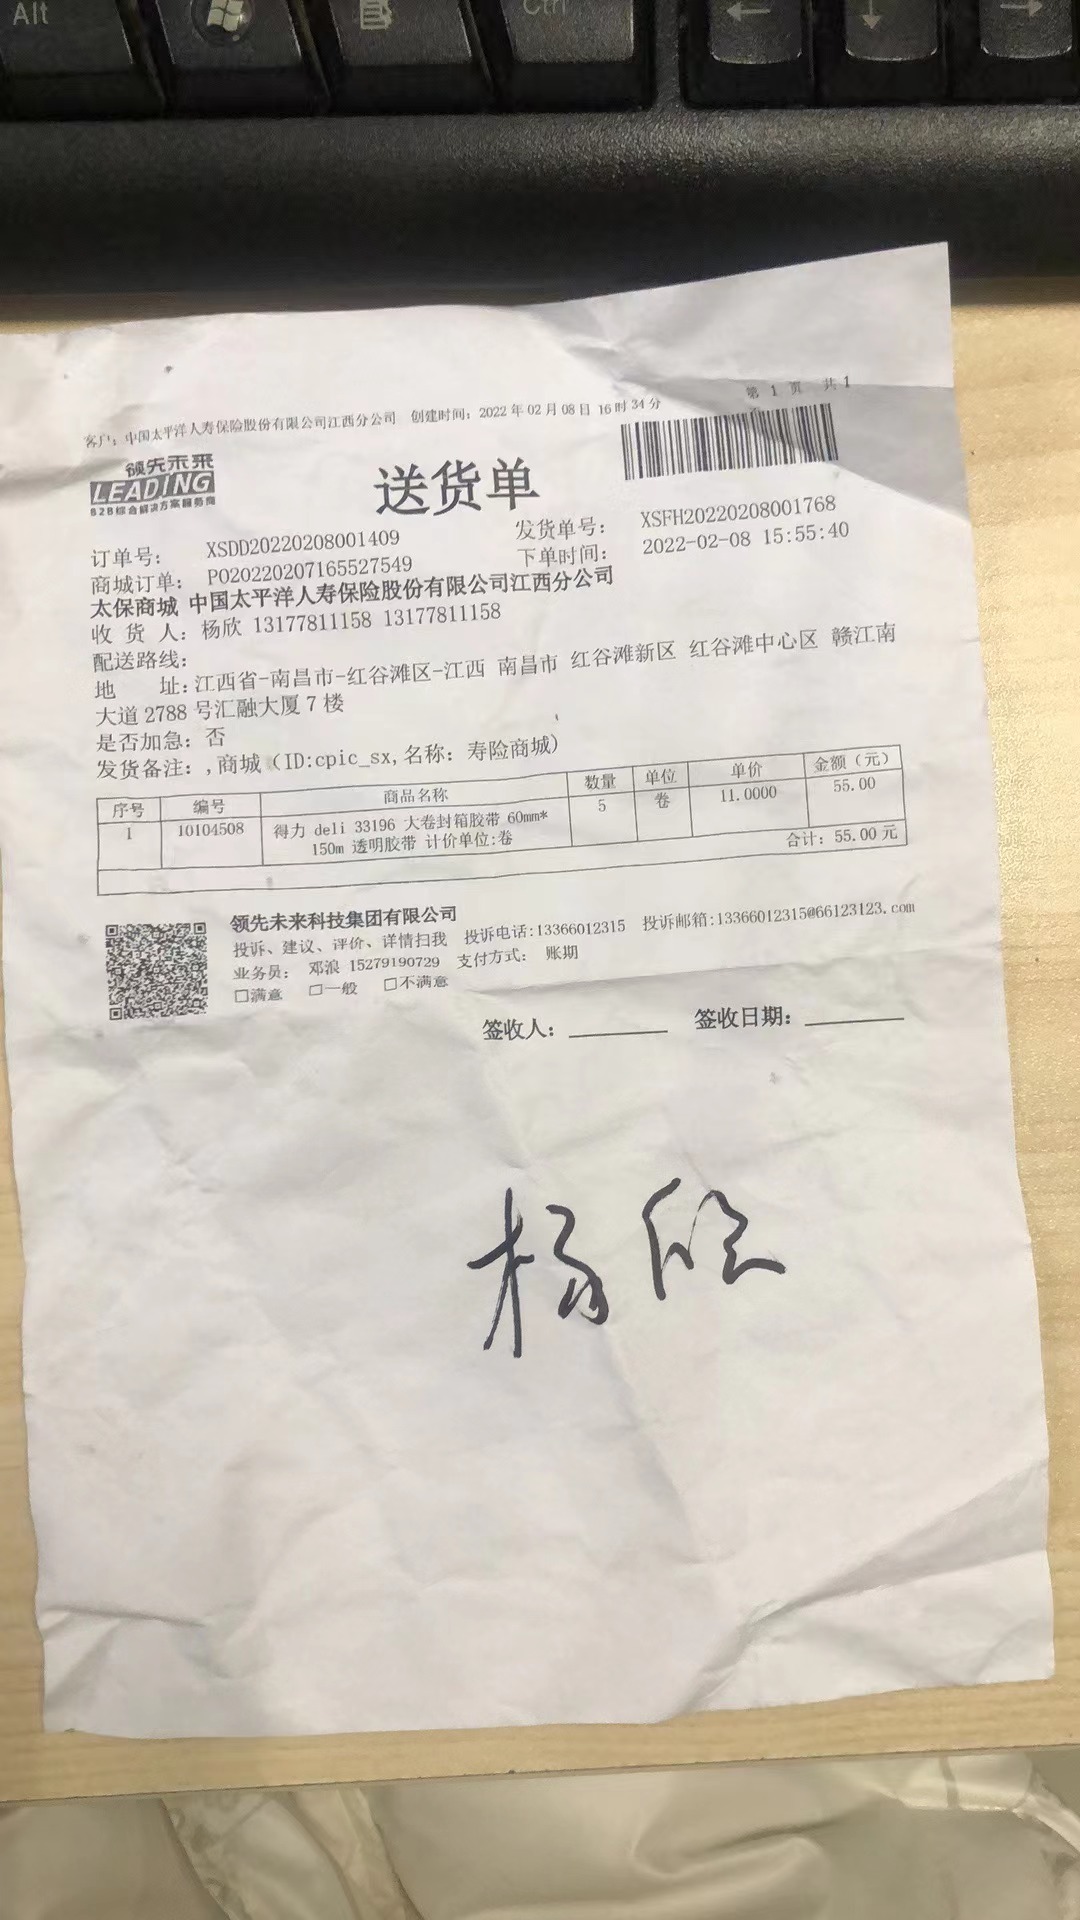 Alt
Ctrl
第 1 页 共 1
客户: 中国太平洋人寿保险股份有限公司江西分公司 创建时间: 2022 年 02 月 08 日 16 时 34 分
领先未来
LEADING
B2B综合解决方案服务商
送货单
订单号: XSDD20220208001409 发货单号: XSFH20220208001768
商城订单: PO20220207165527549 下单时间: 2022-02-08 15:55:40
太保商城 中国太平洋人寿保险股份有限公司江西分公司
收 货 人: 杨欣 13177811158 13177811158
配送路线:
地 址: 江西省-南昌市-红谷滩区-江西 南昌市 红谷滩新区 红谷滩中心区 赣江南
大道 2788 号汇融大厦 7 楼
是否加急: 否
发货备注: ,商城 (ID:cpic_sx,名称: 寿险商城)
序号 编号 商品名称 数量 单位 单价 金额 (元)
1 10104508 得力 deli 33196 大卷封箱胶带 60mm* 5 卷 11.0000 55.00
150m 透明胶带 计价单位:卷
合计: 55.00 元
领先未来科技集团有限公司
投诉、建议、评价、详情扫我 投诉电话:13366012315 投诉邮箱:13366012315@66123123.com
业务员: 邓浪 15279190729 支付方式: 账期
□满意 □一般 □不满意
签收人: 签收日期:
杨欣